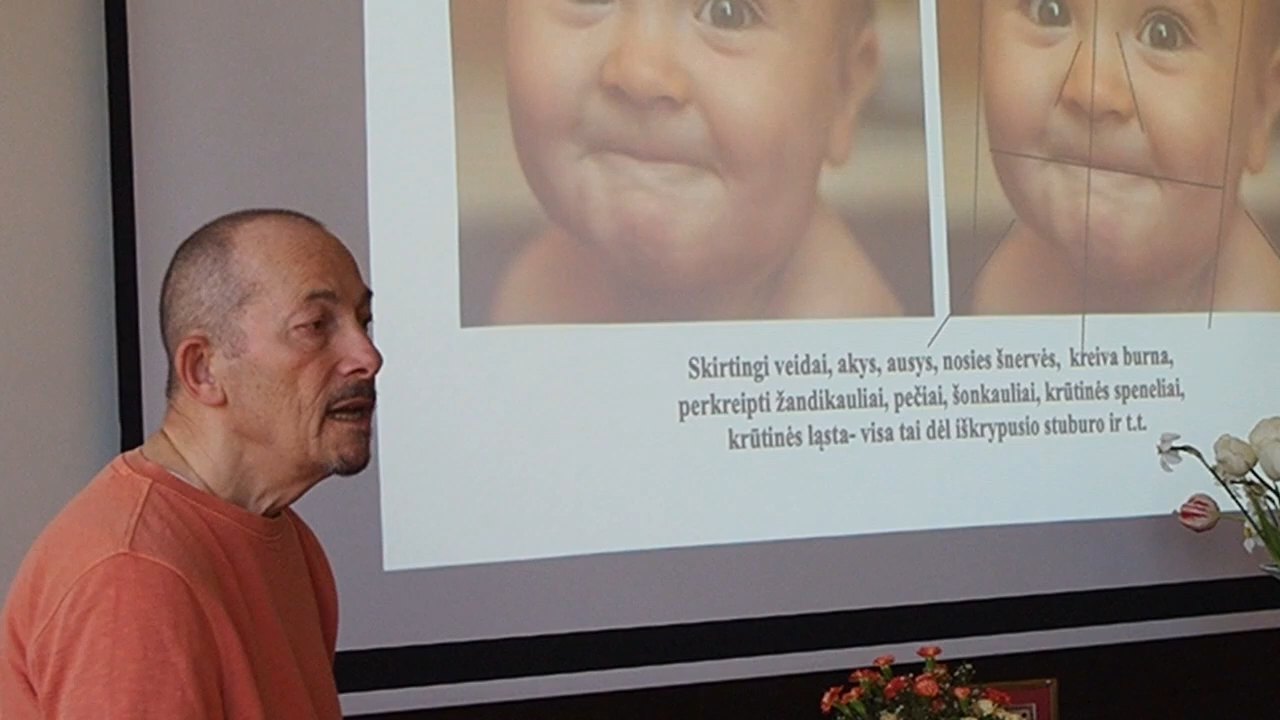 Skirtingi veidai, akys, ausys, nosies šnervės, kreiva burna,
perkreipti žandikauliai, pečiai, šonkauliai, krūtinės speneliai,
krūtinės ląsta- visa tai dėl iškrypusio stuburo ir t.t.